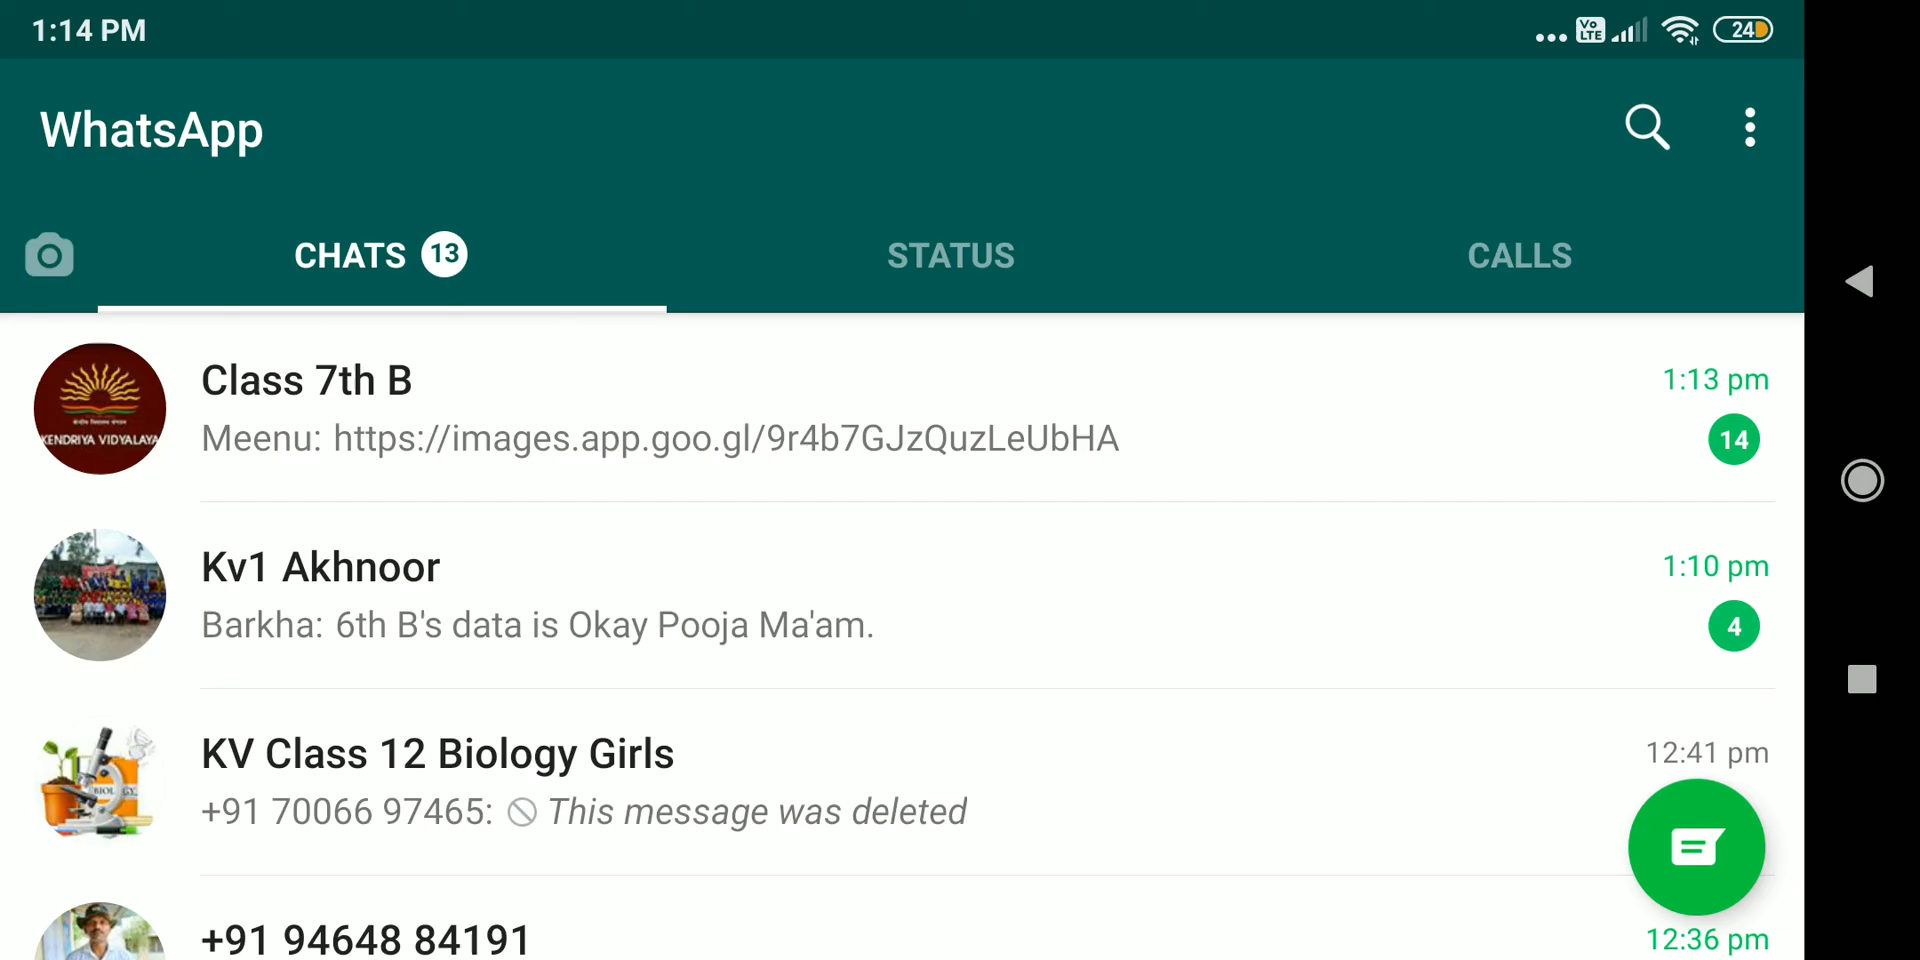 1:14 PM
Vo LTE
24
WhatsApp
CHATS 13
STATUS
CALLS
KENDRIYA VIDYALAYA
Class 7th B
1:13 pm
Meenu: https://images.app.goo.gl/9r4b7GJzQuzLeUbHA
14
Kv1 Akhnoor
1:10 pm
Barkha: 6th B's data is Okay Pooja Ma'am.
4
KV Class 12 Biology Girls
12:41 pm
+91 70066 97465: This message was deleted
+91 94648 84191
12:36 pm